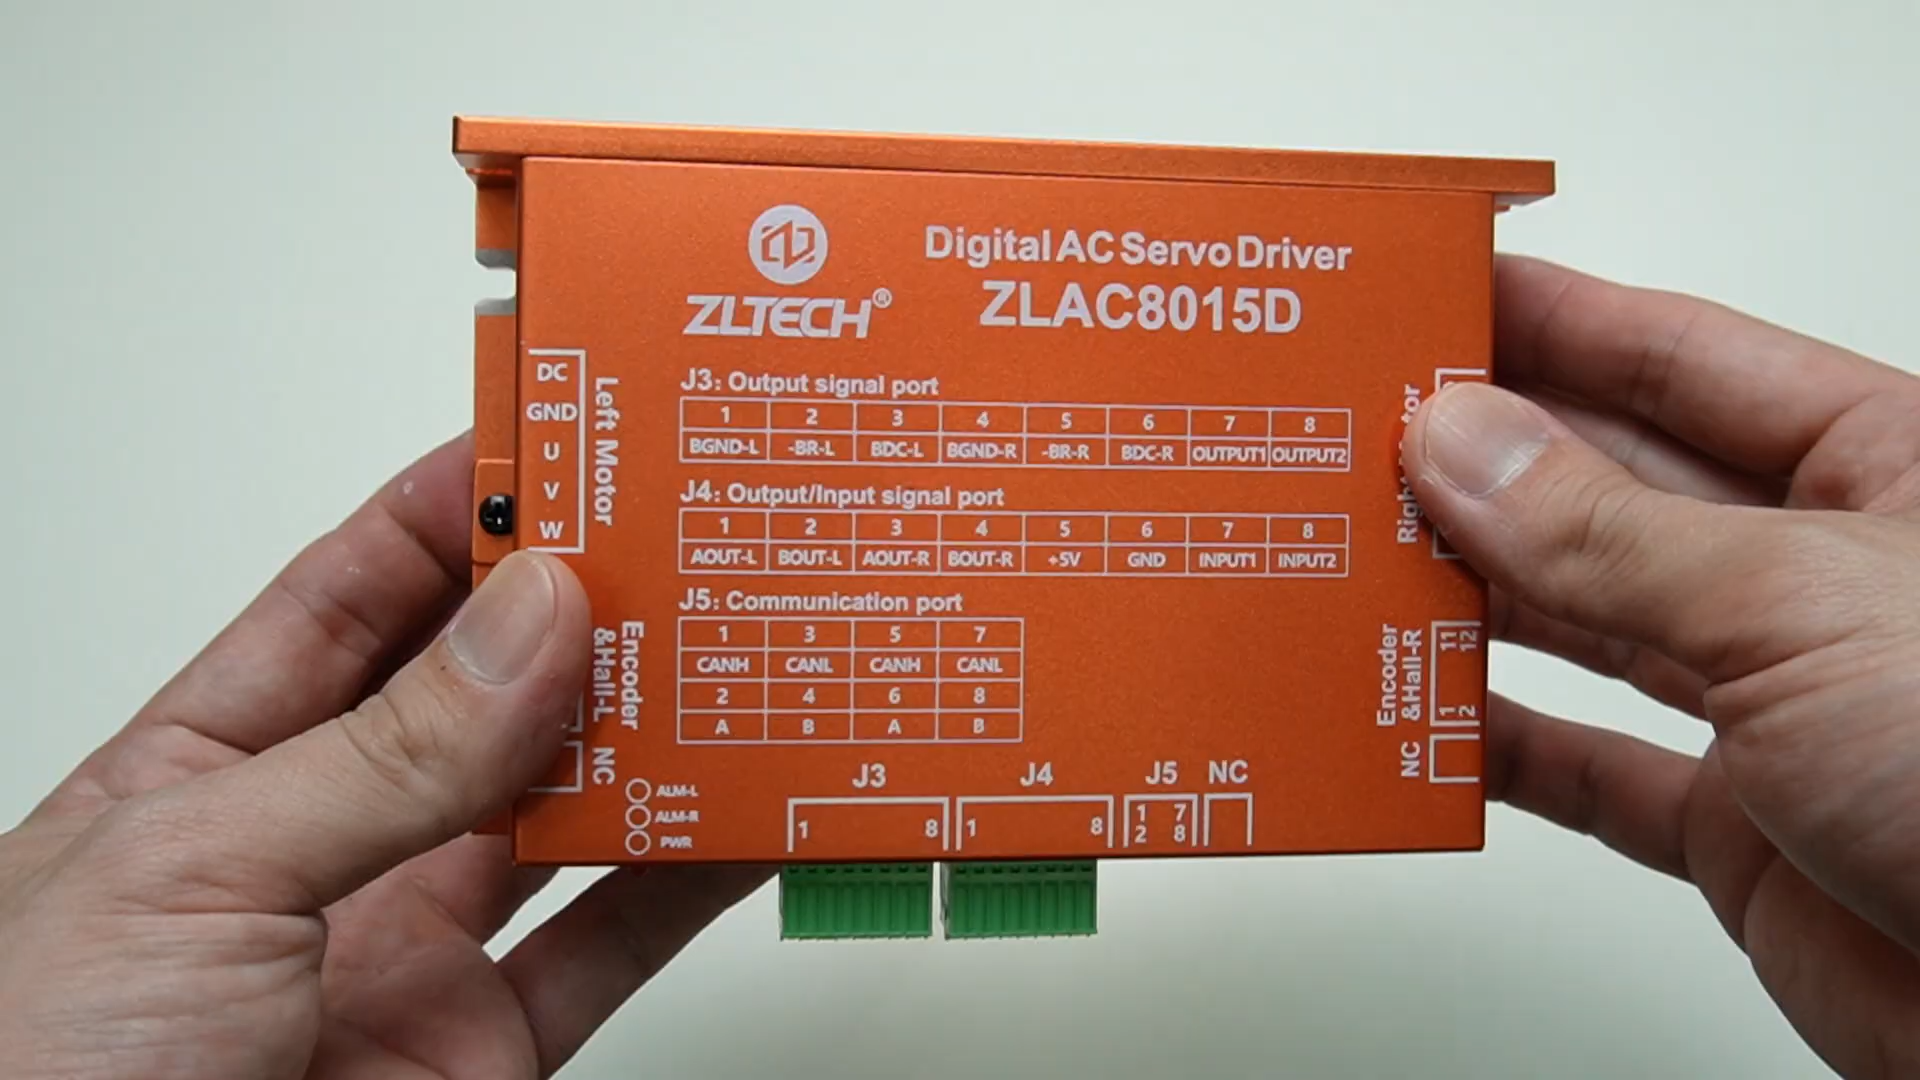 ZLTECH®
Digital AC Servo Driver
ZLAC8015D
DC
GND
U
V
W
Left Motor
J3: Output signal port
1 2 3 4 5 6 7 8
BGND-L -BR-L BDC-L BGND-R -BR-R BDC-R OUTPUT1 OUTPUT2
J4: Output/Input signal port
1 2 3 4 5 6 7 8
AOUT-L BOUT-L AOUT-R BOUT-R +5V GND INPUT1 INPUT2
J5: Communication port
1 3 5 7
CANH CANL CANH CANL
2 4 6 8
A B A B
Encoder
&Hall-L
NC
ALM-L
ALM-R
PWR
J3
1 8
J4
1 8
J5
1 7
2 8
NC
Encoder
&Hall-R
11
12
1
2
NC